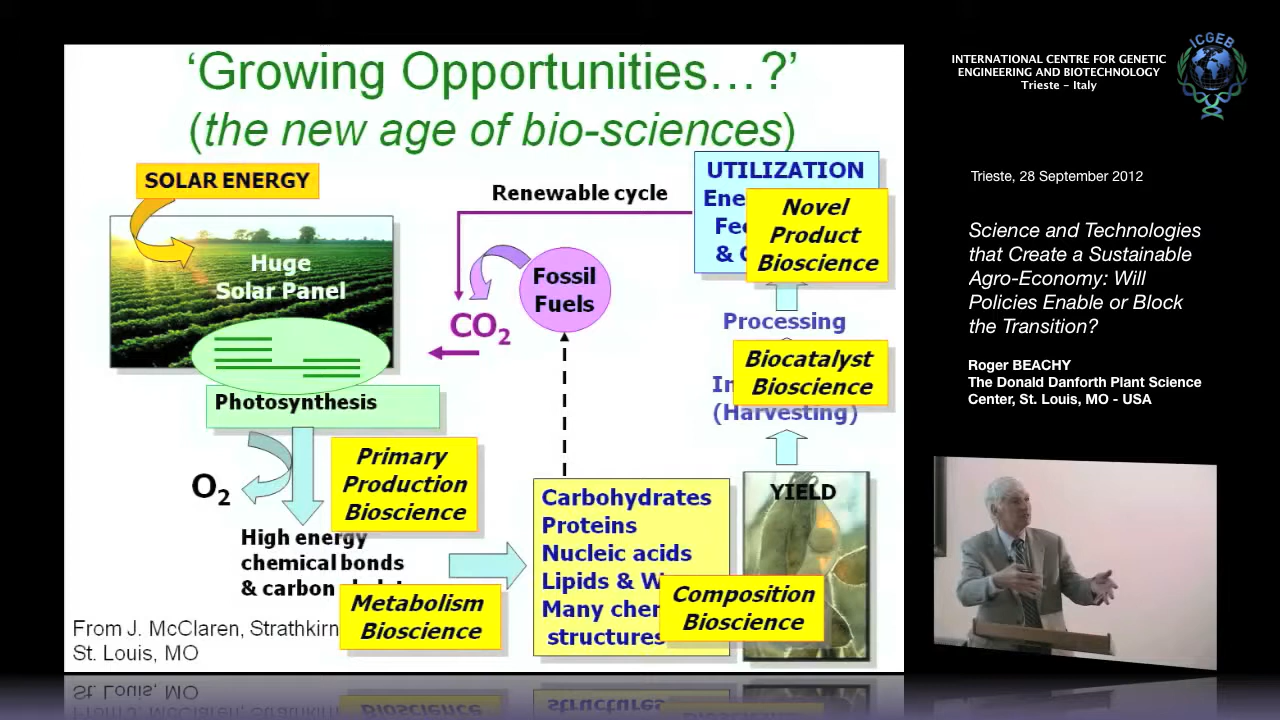 ‘Growing Opportunities…?’
(the new age of bio-sciences)
SOLAR ENERGY
Huge
Solar Panel
Photosynthesis
O2
Primary
Production
Bioscience
High energy
chemical bonds
& carbon
Metabolism
Bioscience
From J. McClaren, Strathkirn
St. Louis, MO
Renewable cycle
Fossil
Fuels
CO2
Carbohydrates
Proteins
Nucleic acids
Lipids &
Many
structures
Composition
Bioscience
YIELD
(Harvesting)
Biocatalyst
Bioscience
Processing
UTILIZATION
&
Novel
Product
Bioscience
INTERNATIONAL CENTRE FOR GENETIC
ENGINEERING AND BIOTECHNOLOGY
Trieste – Italy
ICGEB
Trieste, 28 September 2012
Science and Technologies
that Create a Sustainable
Agro-Economy: Will
Policies Enable or Block
the Transition?
Roger BEACHY
The Donald Danforth Plant Science
Center, St. Louis, MO - USA